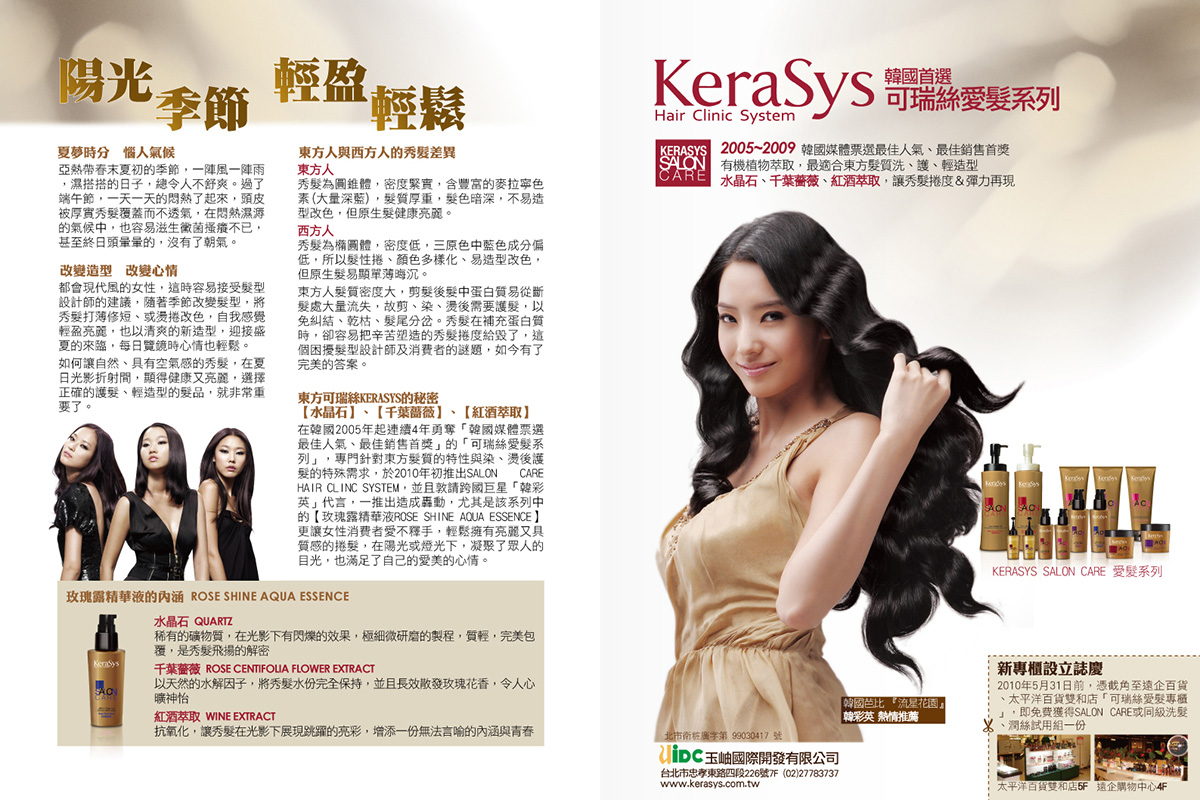 陽光季節 輕盈輕鬆
夏夢時分 惱人氣候
亞熱帶春末夏初的季節，一陣風一陣雨
，濕搭搭的日子，總令人不舒爽。過了
端午節，一天一天的悶熱了起來，頭皮
被厚實秀髮覆蓋而不透氣，在悶熱濕溽
的氣候中，也容易滋生黴菌搔癢不已，
甚至終日頭暈暈的，沒有了朝氣。
改變造型 改變心情
都會現代風的女性，這時容易接受髮型
設計師的建議，隨著季節改變髮型，將
秀髮打薄修短、或燙捲改色，自我感覺
輕盈亮麗，也以清爽的新造型，迎接盛
夏的來臨，每日覽鏡時心情也輕鬆。
如何讓自然、具有空氣感的秀髮，在夏
日光影折射間，顯得健康又亮麗，選擇
正確的護髮、輕造型的髮品，就非常重
要了。
東方人與西方人的秀髮差異
東方人
秀髮為圓錐體，密度緊實，含豐富的麥拉寧色
素(大量深藍)，髮質厚重，髮色暗深，不易造
型改色，但原生髮健康亮麗。
西方人
秀髮為橢圓體，密度低，三原色中藍色成分偏
低，所以髮性捲、顏色多樣化、易造型改色，
但原生髮易顯單薄晦沉。
東方人髮質密度大，剪髮後髮中蛋白質易從斷
髮處大量流失，故剪、染、燙後需要護髮，以
免糾結、乾枯、髮尾分岔。秀髮在補充蛋白質
時，卻容易把辛苦塑造的秀髮捲度給毀了，這
個困擾髮型設計師及消費者的謎題，如今有了
完美的答案。
東方可瑞絲KERASYS的秘密
【水晶石】、【千葉薔薇】、【紅酒萃取】
在韓國2005年起連續4年勇奪「韓國媒體票選
最佳人氣、最佳銷售首獎」的「可瑞絲愛髮系
列」，專門針對東方髮質的特性與染、燙後護
髮的特殊需求，於2010年初推出SALON CARE
HAIR CLINC SYSTEM，並且敦請跨國巨星「韓彩
英」代言，一推出造成轟動，尤其是該系列中
的【玫瑰露精華液ROSE SHINE AQUA ESSENCE】
更讓女性消費者愛不釋手，輕鬆擁有亮麗又具
質感的捲髮，在陽光或燈光下，凝聚了眾人的
目光，也滿足了自己的愛美的心情。
玫瑰露精華液的內涵 ROSE SHINE AQUA ESSENCE
KeraSys
SALON
CARE
水晶石 QUARTZ
稀有的礦物質，在光影下有閃爍的效果，極細微研磨的製程，質輕，完美包
覆，是秀髮飛揚的解密
千葉薔薇 ROSE CENTIFOLIA FLOWER EXTRACT
以天然的水解因子，將秀髮水份完全保持，並且長效散發玫瑰花香，令人心
曠神怡
紅酒萃取 WINE EXTRACT
抗氧化，讓秀髮在光影下展現跳躍的亮彩，增添一份無法言喻的內涵與青春
KeraSys
Hair Clinic System
韓國首選
可瑞絲愛髮系列
KERASYS
SALON
CARE
2005~2009 韓國媒體票選最佳人氣、最佳銷售首獎
有機植物萃取，最適合東方髮質洗、護、輕造型
水晶石、千葉薔薇、紅酒萃取，讓秀髮捲度＆彈力再現
KERASYS SALON CARE 愛髮系列
韓國芭比『流星花園』
韓彩英 熱情推薦
北市衛粧廣字第 99030417 號
UiDC 玉岫國際開發有限公司
台北市忠孝東路四段226號7F (02)27783737
www.kerasys.com.tw
新專櫃設立誌慶
2010年5月31日前，憑截角至遠企百貨
、太平洋百貨雙和店「可瑞絲愛髮專櫃
」，即免費獲得SALON CARE或同級洗髮
、潤絲試用組一份
太平洋百貨雙和店5F 遠企購物中心4F